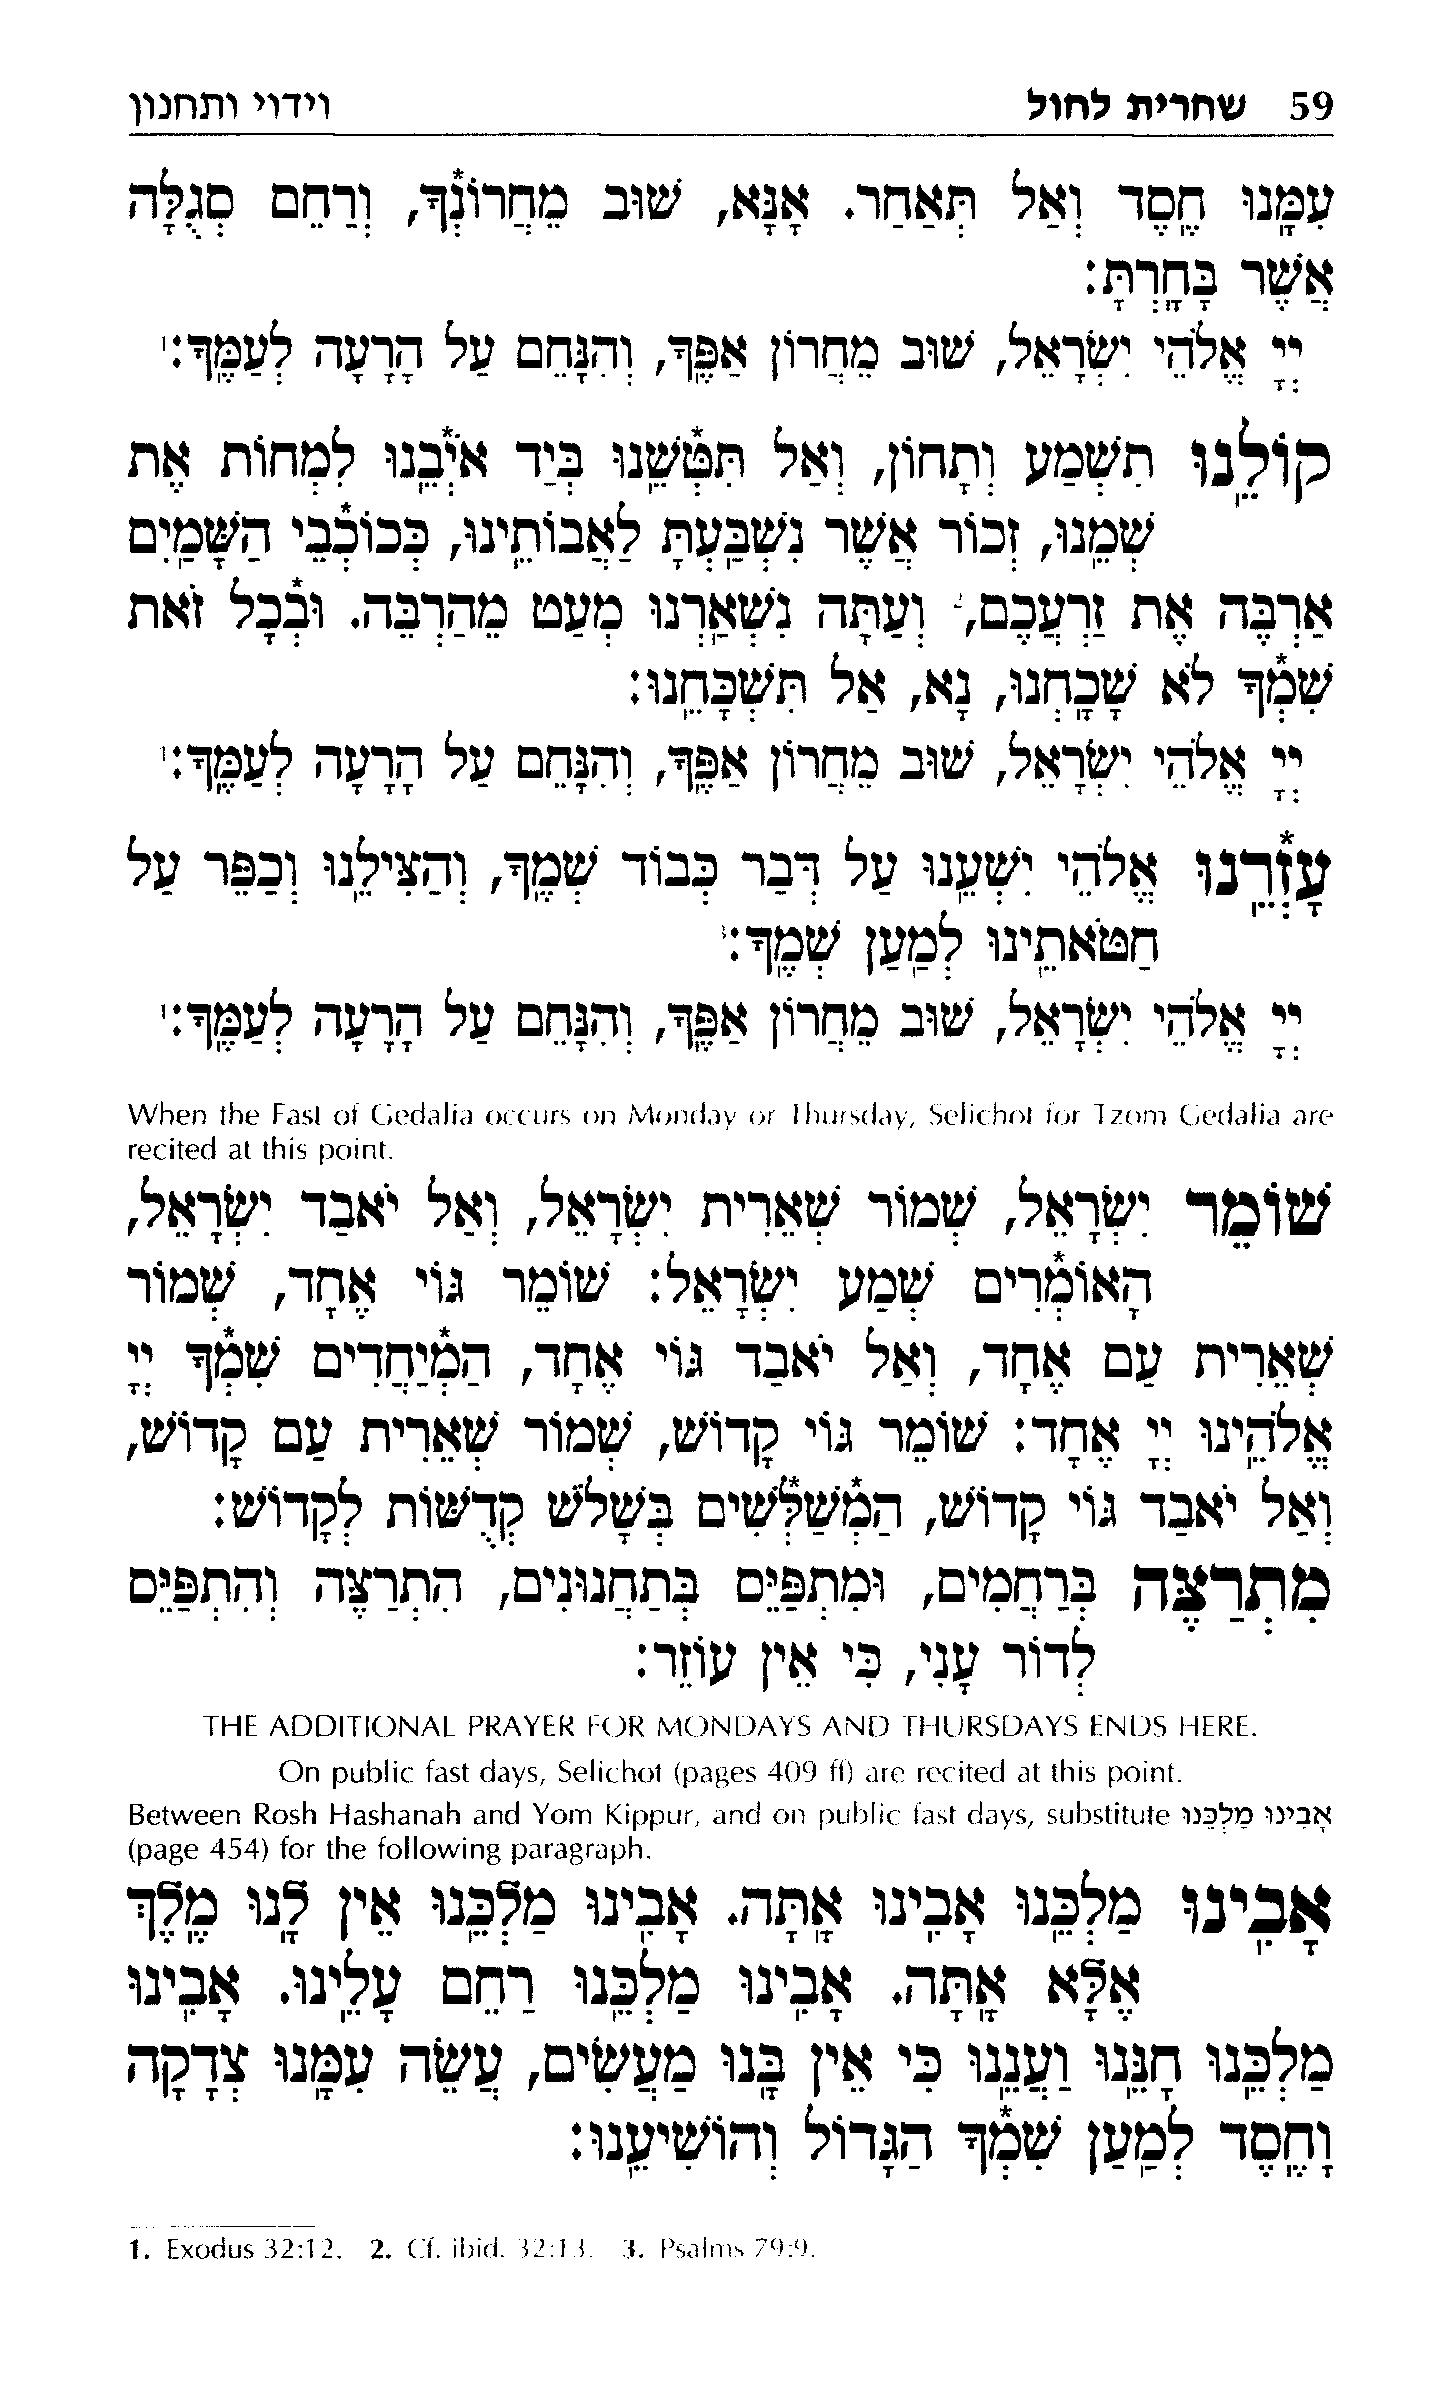 59 שחרית לחול וידוי ותחנון
עִמָּנוּ חֶסֶד וְאַל תְּאַחַר. אָנָּא, שׁוּב מֵחֲרוֹנְךָ, וְרַחֵם סְגֻלָּה
אֲשֶׁר בָּחָרְתָּ:
יְיָ אֱלֹהֵי יִשְׂרָאֵל, שׁוּב מֵחֲרוֹן אַפֶּךָ, וְהִנָּחֵם עַל הָרָעָה לְעַמֶּךָ:¹
קוֹלֵנוּ תִשְׁמַע וְתָחוֹן, וְאַל תִּטְּשֵׁנוּ בְּיַד אֹיְבֵנוּ לִמְחוֹת אֶת
שְׁמֵנוּ, זְכוֹר אֲשֶׁר נִשְׁבַּעְתָּ לַאֲבוֹתֵינוּ, כְּכוֹכְבֵי הַשָּׁמַיִם
אַרְבֶּה אֶת זַרְעֲכֶם,² וְעַתָּה נִשְׁאַרְנוּ מְעַט מֵהַרְבֵּה. וּבְכָל זֹאת
שִׁמְךָ לֹא שָׁכָחְנוּ, נָא, אַל תִּשְׁכָּחֵנוּ:
יְיָ אֱלֹהֵי יִשְׂרָאֵל, שׁוּב מֵחֲרוֹן אַפֶּךָ, וְהִנָּחֵם עַל הָרָעָה לְעַמֶּךָ:¹
עָזְרֵנוּ אֱלֹהֵי יִשְׁעֵנוּ עַל דְּבַר כְּבוֹד שְׁמֶךָ, וְהַצִּילֵנוּ וְכַפֵּר עַל
חַטֹּאתֵינוּ לְמַעַן שְׁמֶךָ:³
יְיָ אֱלֹהֵי יִשְׂרָאֵל, שׁוּב מֵחֲרוֹן אַפֶּךָ, וְהִנָּחֵם עַל הָרָעָה לְעַמֶּךָ:¹
When the Fast of Gedalia occurs on Monday or Thursday, Selichot for Tzom Gedalia are
recited at this point.
שׁוֹמֵר יִשְׂרָאֵל, שְׁמוֹר שְׁאֵרִית יִשְׂרָאֵל, וְאַל יֹאבַד יִשְׂרָאֵל,
הָאוֹמְרִים שְׁמַע יִשְׂרָאֵל: שׁוֹמֵר גּוֹי אֶחָד, שְׁמוֹר
שְׁאֵרִית עַם אֶחָד, וְאַל יֹאבַד גּוֹי אֶחָד, הַמְיַחֲדִים שִׁמְךָ יְיָ
אֱלֹהֵינוּ יְיָ אֶחָד: שׁוֹמֵר גּוֹי קָדוֹשׁ, שְׁמוֹר שְׁאֵרִית עַם קָדוֹשׁ,
וְאַל יֹאבַד גּוֹי קָדוֹשׁ, הַמְשַׁלְּשִׁים בְּשָׁלֹשׁ קְדֻשּׁוֹת לְקָדוֹשׁ:
מִתְרַצֶּה בְּרַחֲמִים, וּמִתְפַּיֵּס בְּתַחֲנוּנִים, הִתְרַצֶּה וְהִתְפַּיֵּס
לְדוֹר עָנִי, כִּי אֵין עוֹזֵר:
THE ADDITIONAL PRAYER FOR MONDAYS AND THURSDAYS ENDS HERE.
On public fast days, Selichot (pages 409 ff) are recited at this point.
Between Rosh Hashanah and Yom Kippur, and on public fast days, substitute אָבִינוּ מַלְכֵּנוּ
(page 454) for the following paragraph.
אָבִינוּ מַלְכֵּנוּ אָבִינוּ אָתָּה. אָבִינוּ מַלְכֵּנוּ אֵין לָנוּ מֶלֶךְ
אֶלָּא אָתָּה. אָבִינוּ מַלְכֵּנוּ רַחֵם עָלֵינוּ. אָבִינוּ
מַלְכֵּנוּ חָנֵּנוּ וַעֲנֵנוּ כִּי אֵין בָּנוּ מַעֲשִׂים, עֲשֵׂה עִמָּנוּ צְדָקָה
וָחֶסֶד לְמַעַן שִׁמְךָ הַגָּדוֹל וְהוֹשִׁיעֵנוּ:
1. Exodus 32:12. 2. Cf. ibid. 32:13. 3. Psalms 79:9.